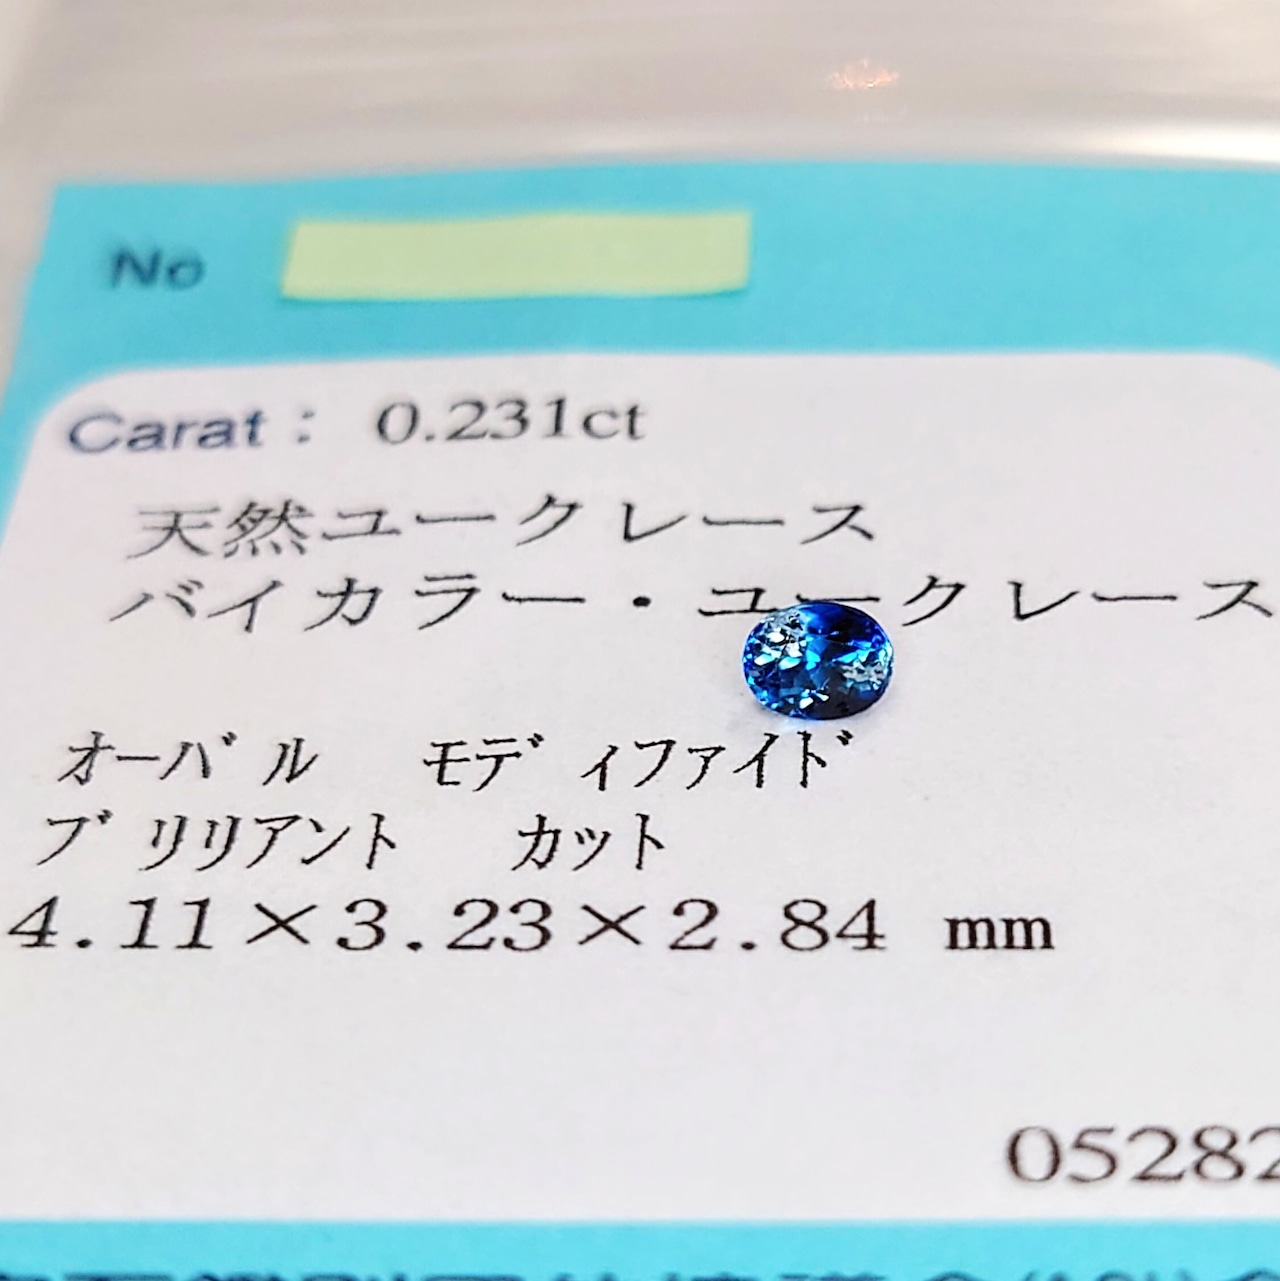 No
Carat: 0.231ct
天然ユークレース
バイカラー・ユークレース
オーバル モディファイド
ブリリアント カット
4.11×3.23×2.84 mm
05282